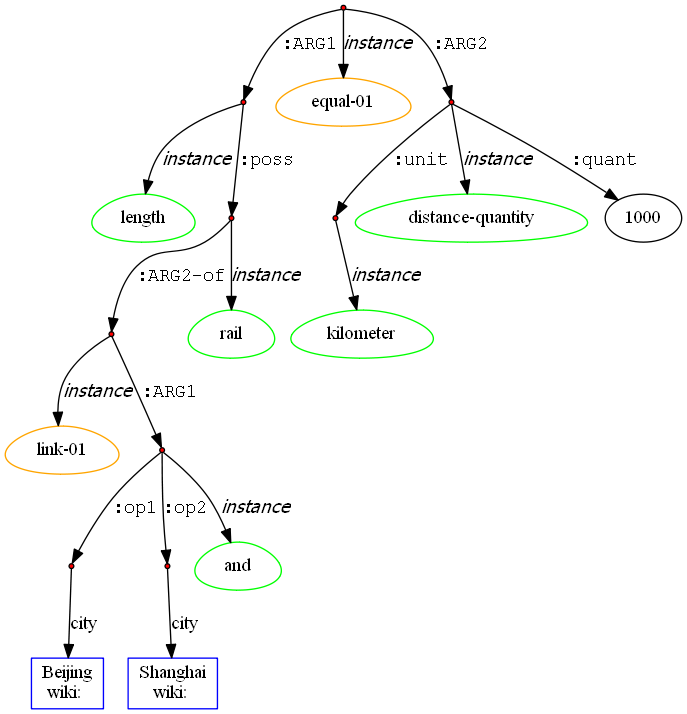 :ARG1 instance :ARG2
equal-01
instance :poss :unit instance :quant
length distance-quantity 1000
:ARG2-of instance instance
rail kilometer
instance :ARG1
link-01
:op1 :op2 instance
and
city city
Beijing Shanghai
wiki: wiki: